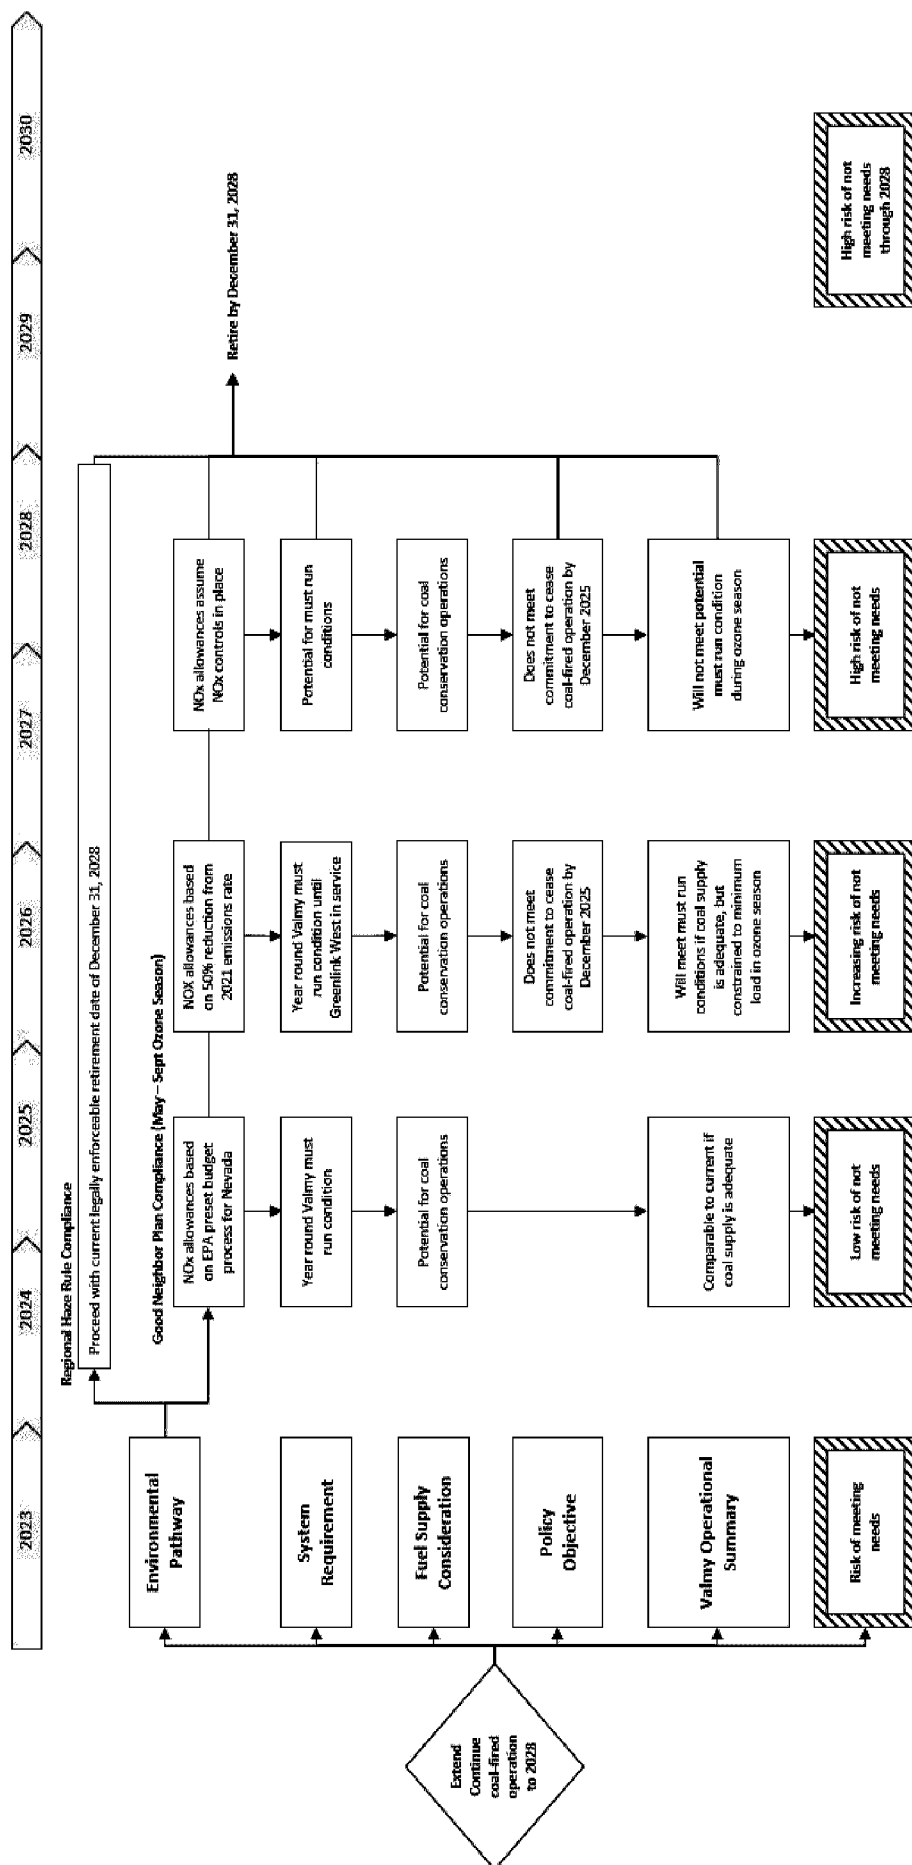 2023
2024
2025
2026
2027
2028
2029
2030
Regional Haze Rule Compliance
Proceed with current legally enforceable retirement date of December 31, 2028
Good Neighbor Plan Compliance (May – Sept Ozone Season)
Extend
Continue
coal-fired
operation
to 2028
Environmental
Pathway
NOx allowances based
on EPA preset budget
process for Nevada
NOX allowances based
on 50% reduction from
2021 emissions rate
NOx allowances assume
NOx controls in place
Retire by December 31, 2028
System
Requirement
Year round Valmy must
run condition
Year round Valmy must
run condition until
Greenlink West in service
Potential for must run
conditions
Fuel Supply
Consideration
Potential for coal
conservation operations
Potential for coal
conservation operations
Potential for coal
conservation operations
Policy
Objective
Does not meet
commitment to cease
coal-fired operation by
December 2025
Does not meet
commitment to cease
coal-fired operation by
December 2025
Valmy Operational
Summary
Comparable to current if
coal supply is adequate
Will meet must run
conditions if coal supply
is adequate, but
constrained to minimum
load in ozone season
Will not meet potential
must run condition
during ozone season
Risk of meeting
needs
Low risk of not
meeting needs
Increasing risk of not
meeting needs
High risk of not
meeting needs
High risk of not
meeting needs
through 2028